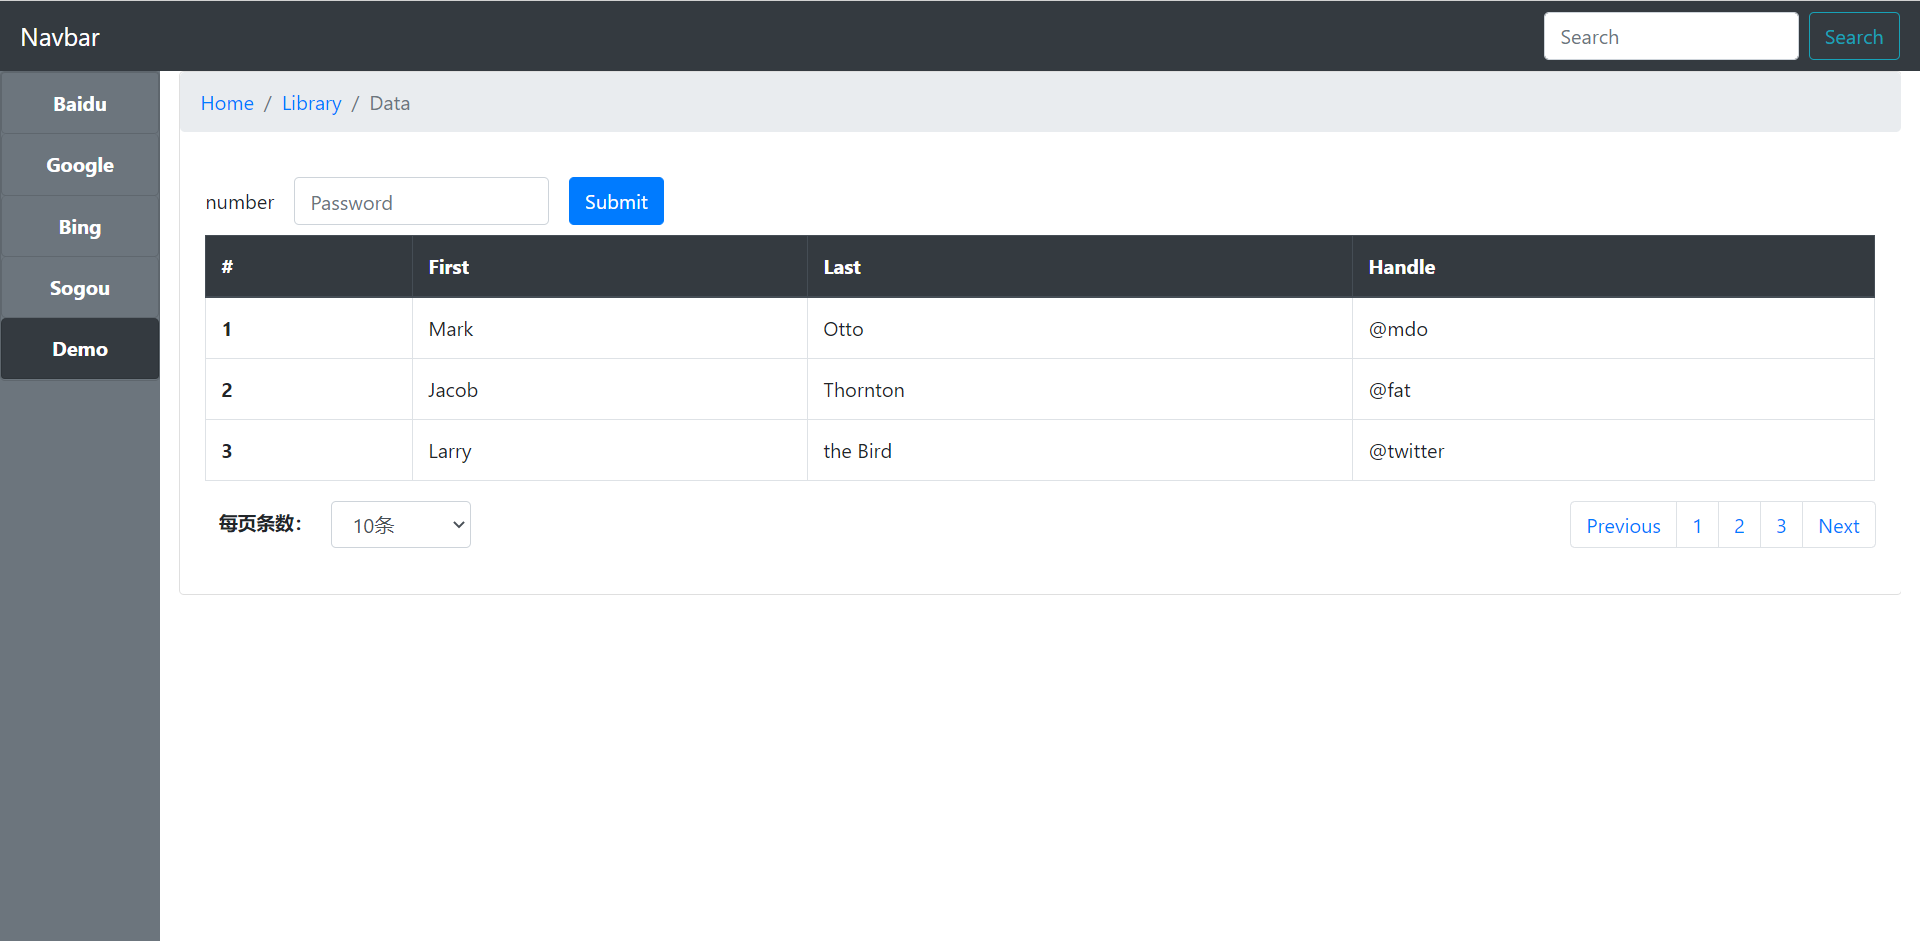 Navbar Search Search
Baidu
Google
Bing
Sogou
Demo
Home / Library / Data
number Password Submit
# First Last Handle
1 Mark Otto @mdo
2 Jacob Thornton @fat
3 Larry the Bird @twitter
每页条数： 10条 Previous 1 2 3 Next